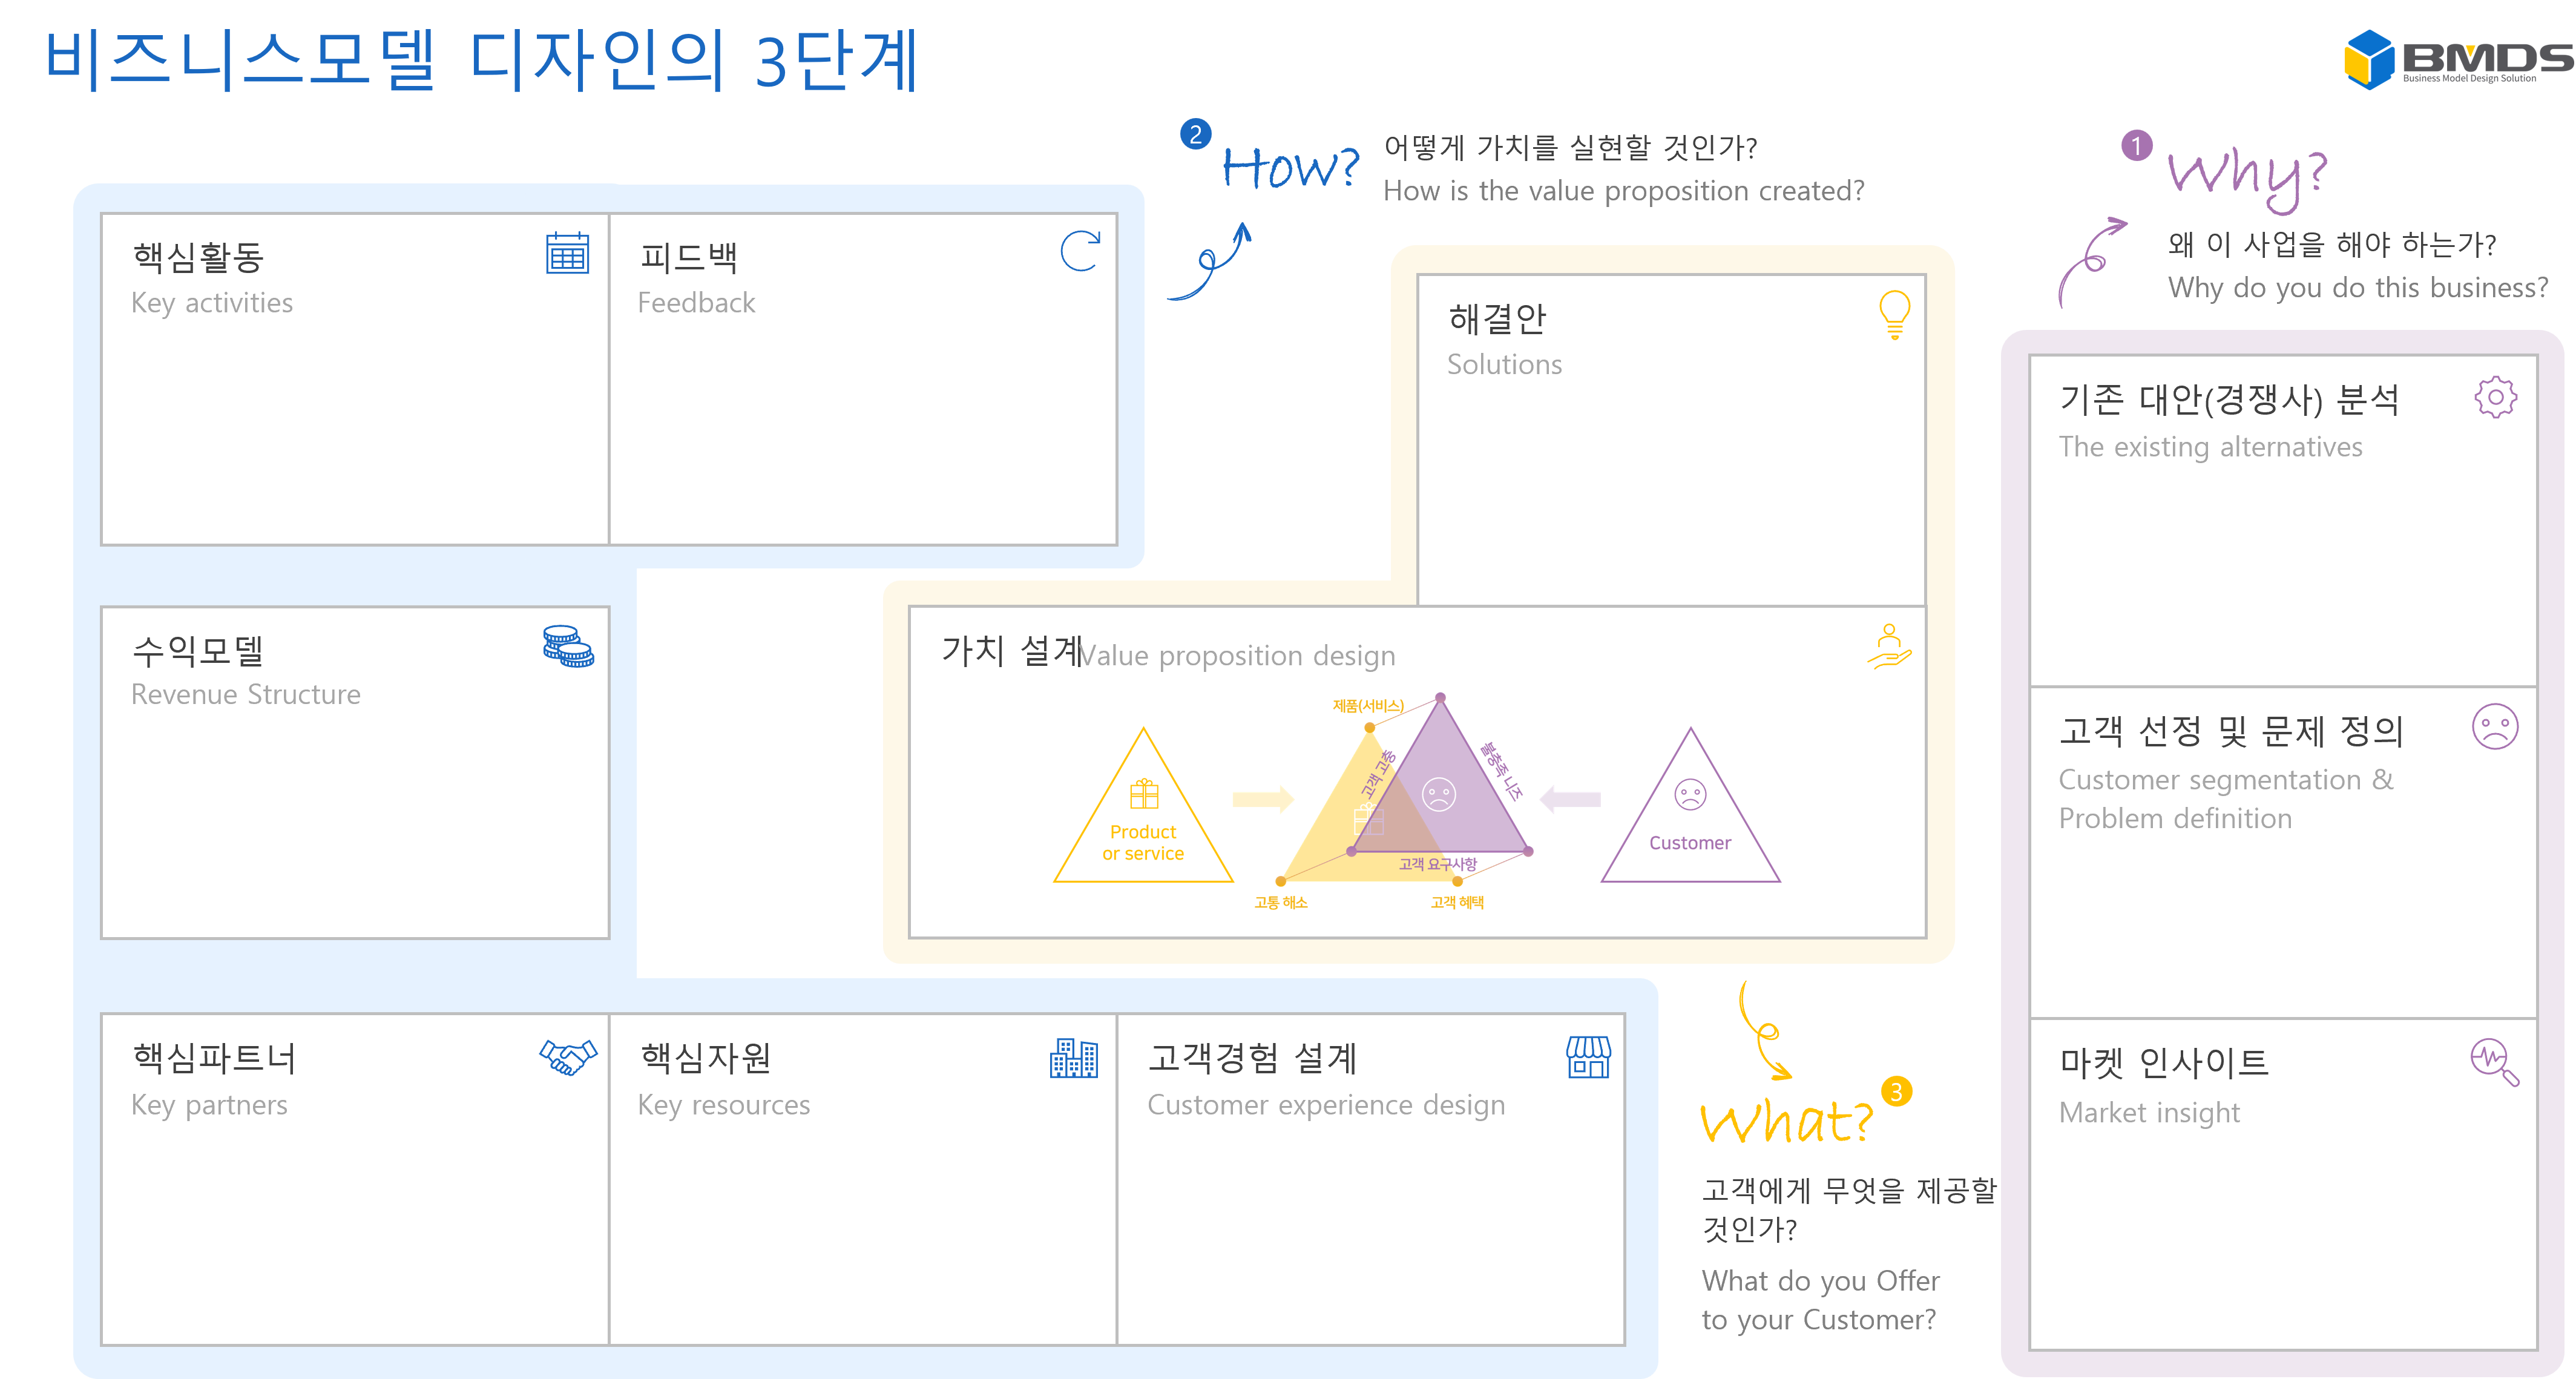 비즈니스모델 디자인의 3단계
BMDS
Business Model Design Solution
2
How?
어떻게 가치를 실현할 것인가?
How is the value proposition created?
1
Why?
왜 이 사업을 해야 하는가?
Why do you do this business?
핵심활동
Key activities
피드백
Feedback
해결안
Solutions
기존 대안(경쟁사) 분석
The existing alternatives
수익모델
Revenue Structure
가치 설계 Value proposition design
제품(서비스)
고객 고충
불충족 니즈
고객 요구사항
고통 해소
고객 혜택
Product
or service
Customer
고객 선정 및 문제 정의
Customer segmentation &
Problem definition
핵심파트너
Key partners
핵심자원
Key resources
고객경험 설계
Customer experience design
What?
3
고객에게 무엇을 제공할
것인가?
What do you Offer
to your Customer?
마켓 인사이트
Market insight